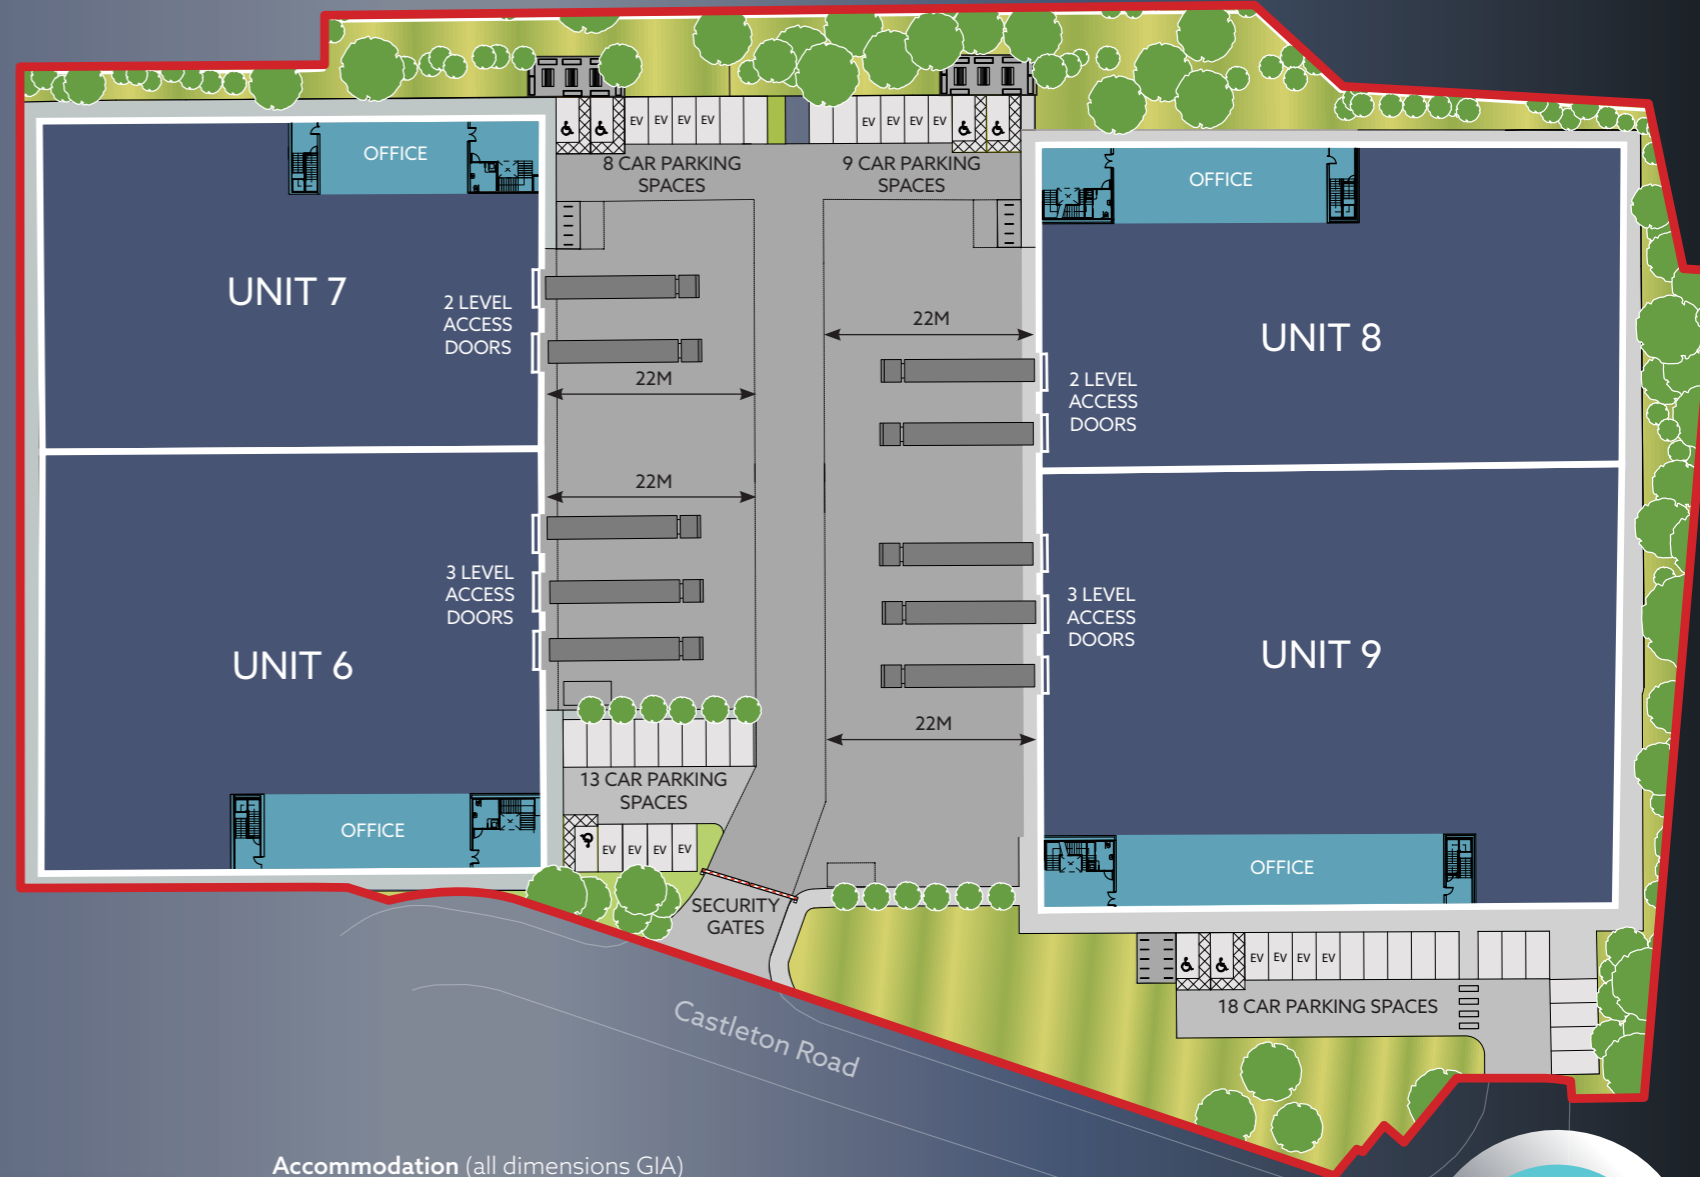 EV EV EV EV
EV EV EV EV
OFFICE
8 CAR PARKING
SPACES
9 CAR PARKING
SPACES
OFFICE
UNIT 7
2 LEVEL
ACCESS
DOORS
22M
22M
UNIT 8
2 LEVEL
ACCESS
DOORS
22M
3 LEVEL
ACCESS
DOORS
UNIT 6
3 LEVEL
ACCESS
DOORS
UNIT 9
22M
13 CAR PARKING
SPACES
OFFICE
EV EV EV EV
OFFICE
SECURITY
GATES
EV EV EV EV
18 CAR PARKING SPACES
Castleton Road
Accommodation (all dimensions GIA)